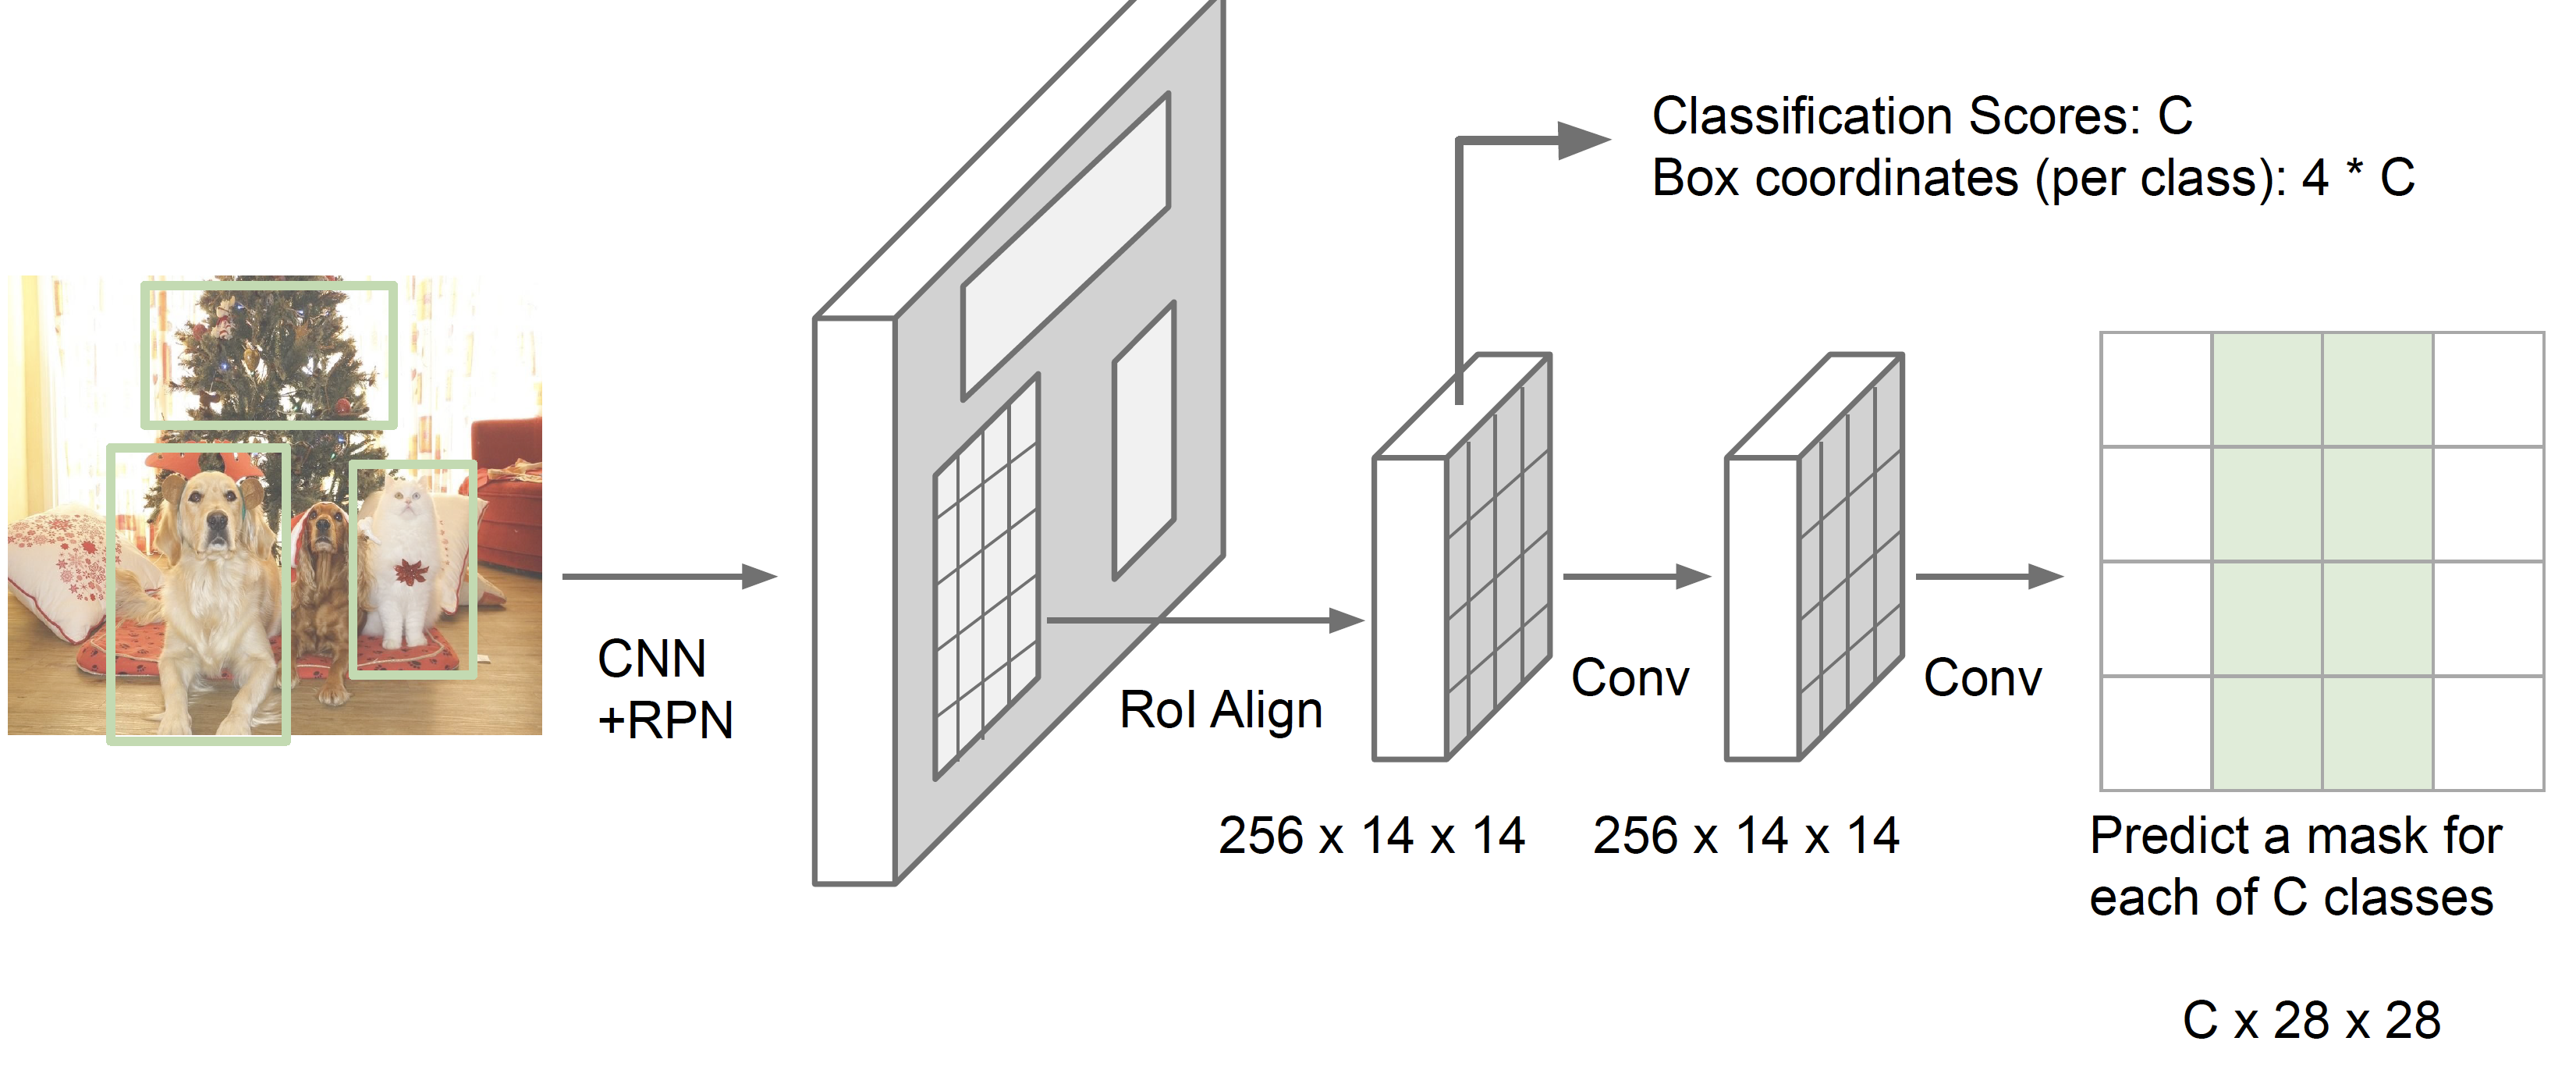 Classification Scores: C
Box coordinates (per class): 4 * C
CNN
+RPN
RoI Align
Conv
Conv
256 x 14 x 14
256 x 14 x 14
Predict a mask for
each of C classes
C x 28 x 28